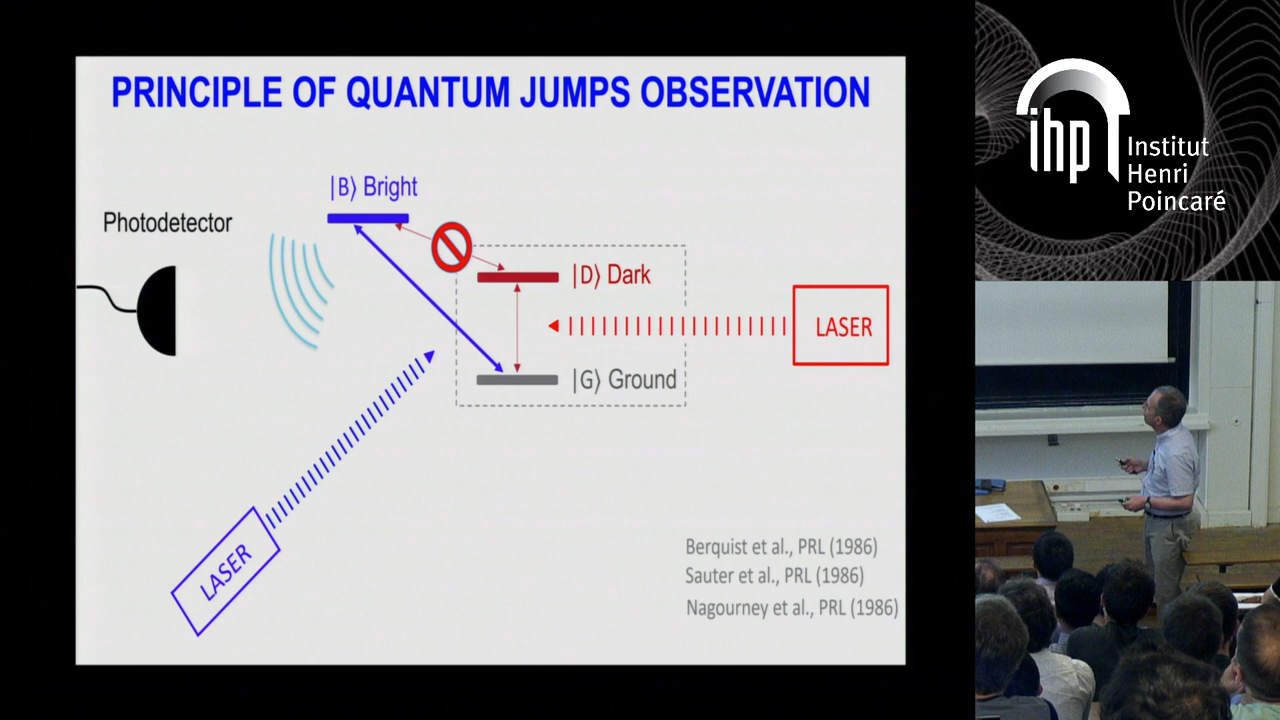 PRINCIPLE OF QUANTUM JUMPS OBSERVATION
|B⟩ Bright
Photodetector
|D⟩ Dark
LASER
|G⟩ Ground
LASER
Berquist et al., PRL (1986)
Sauter et al., PRL (1986)
Nagourney et al., PRL (1986)
ihp
Institut
Henri
Poincaré